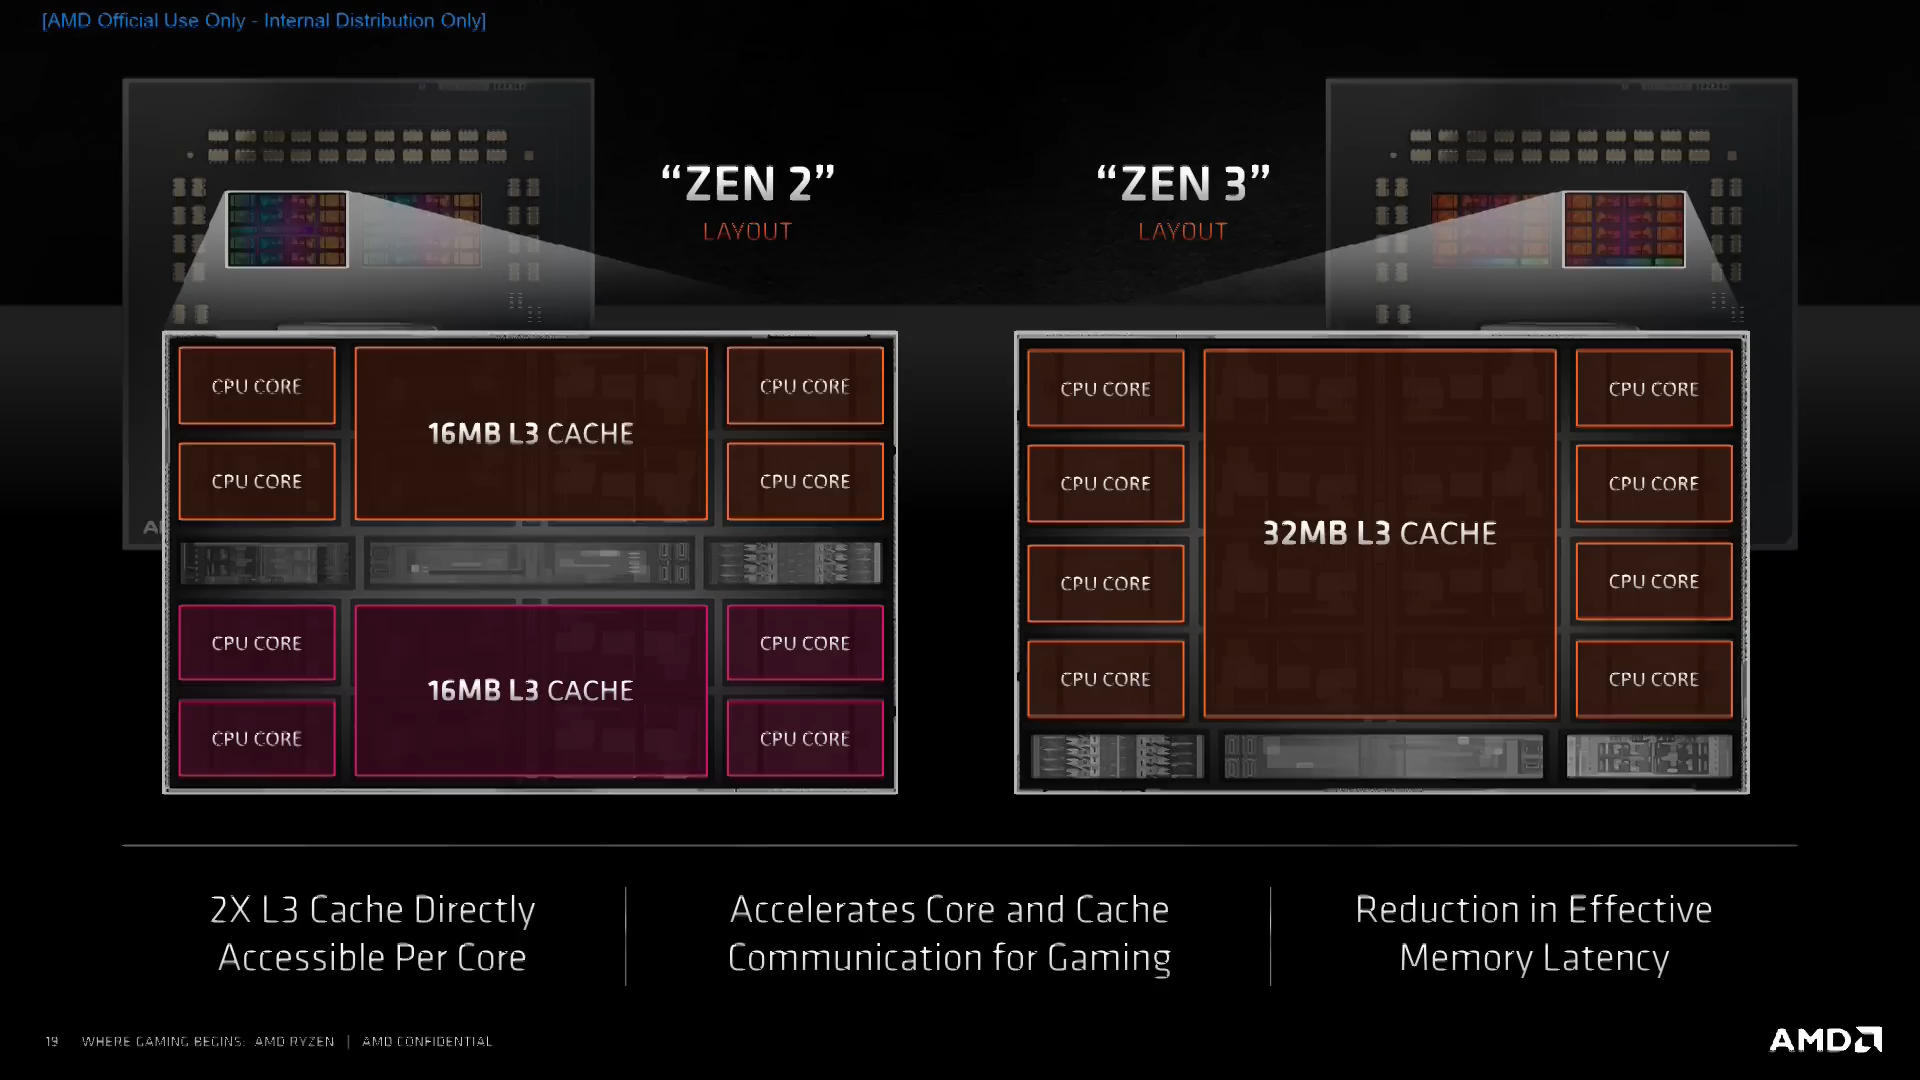 [AMD Official Use Only - Internal Distribution Only]
“ZEN 2”
LAYOUT
“ZEN 3”
LAYOUT
CPU CORE
16MB L3 CACHE
CPU CORE
CPU CORE
CPU CORE
CPU CORE
16MB L3 CACHE
CPU CORE
CPU CORE
CPU CORE
CPU CORE
32MB L3 CACHE
CPU CORE
CPU CORE
CPU CORE
CPU CORE
CPU CORE
CPU CORE
CPU CORE
2X L3 Cache Directly
Accessible Per Core
Accelerates Core and Cache
Communication for Gaming
Reduction in Effective
Memory Latency
19 WHERE GAMING BEGINS: AMD RYZEN | AMD CONFIDENTIAL
AMD